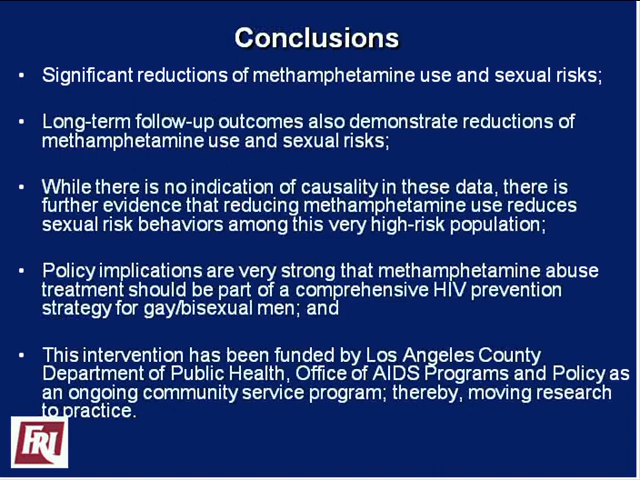 Conclusions
• Significant reductions of methamphetamine use and sexual risks;
• Long-term follow-up outcomes also demonstrate reductions of
methamphetamine use and sexual risks;
• While there is no indication of causality in these data, there is
further evidence that reducing methamphetamine use reduces
sexual risk behaviors among this very high-risk population;
• Policy implications are very strong that methamphetamine abuse
treatment should be part of a comprehensive HIV prevention
strategy for gay/bisexual men; and
• This intervention has been funded by Los Angeles County
Department of Public Health, Office of AIDS Programs and Policy as
an ongoing community service program; thereby, moving research
to practice.
FRI